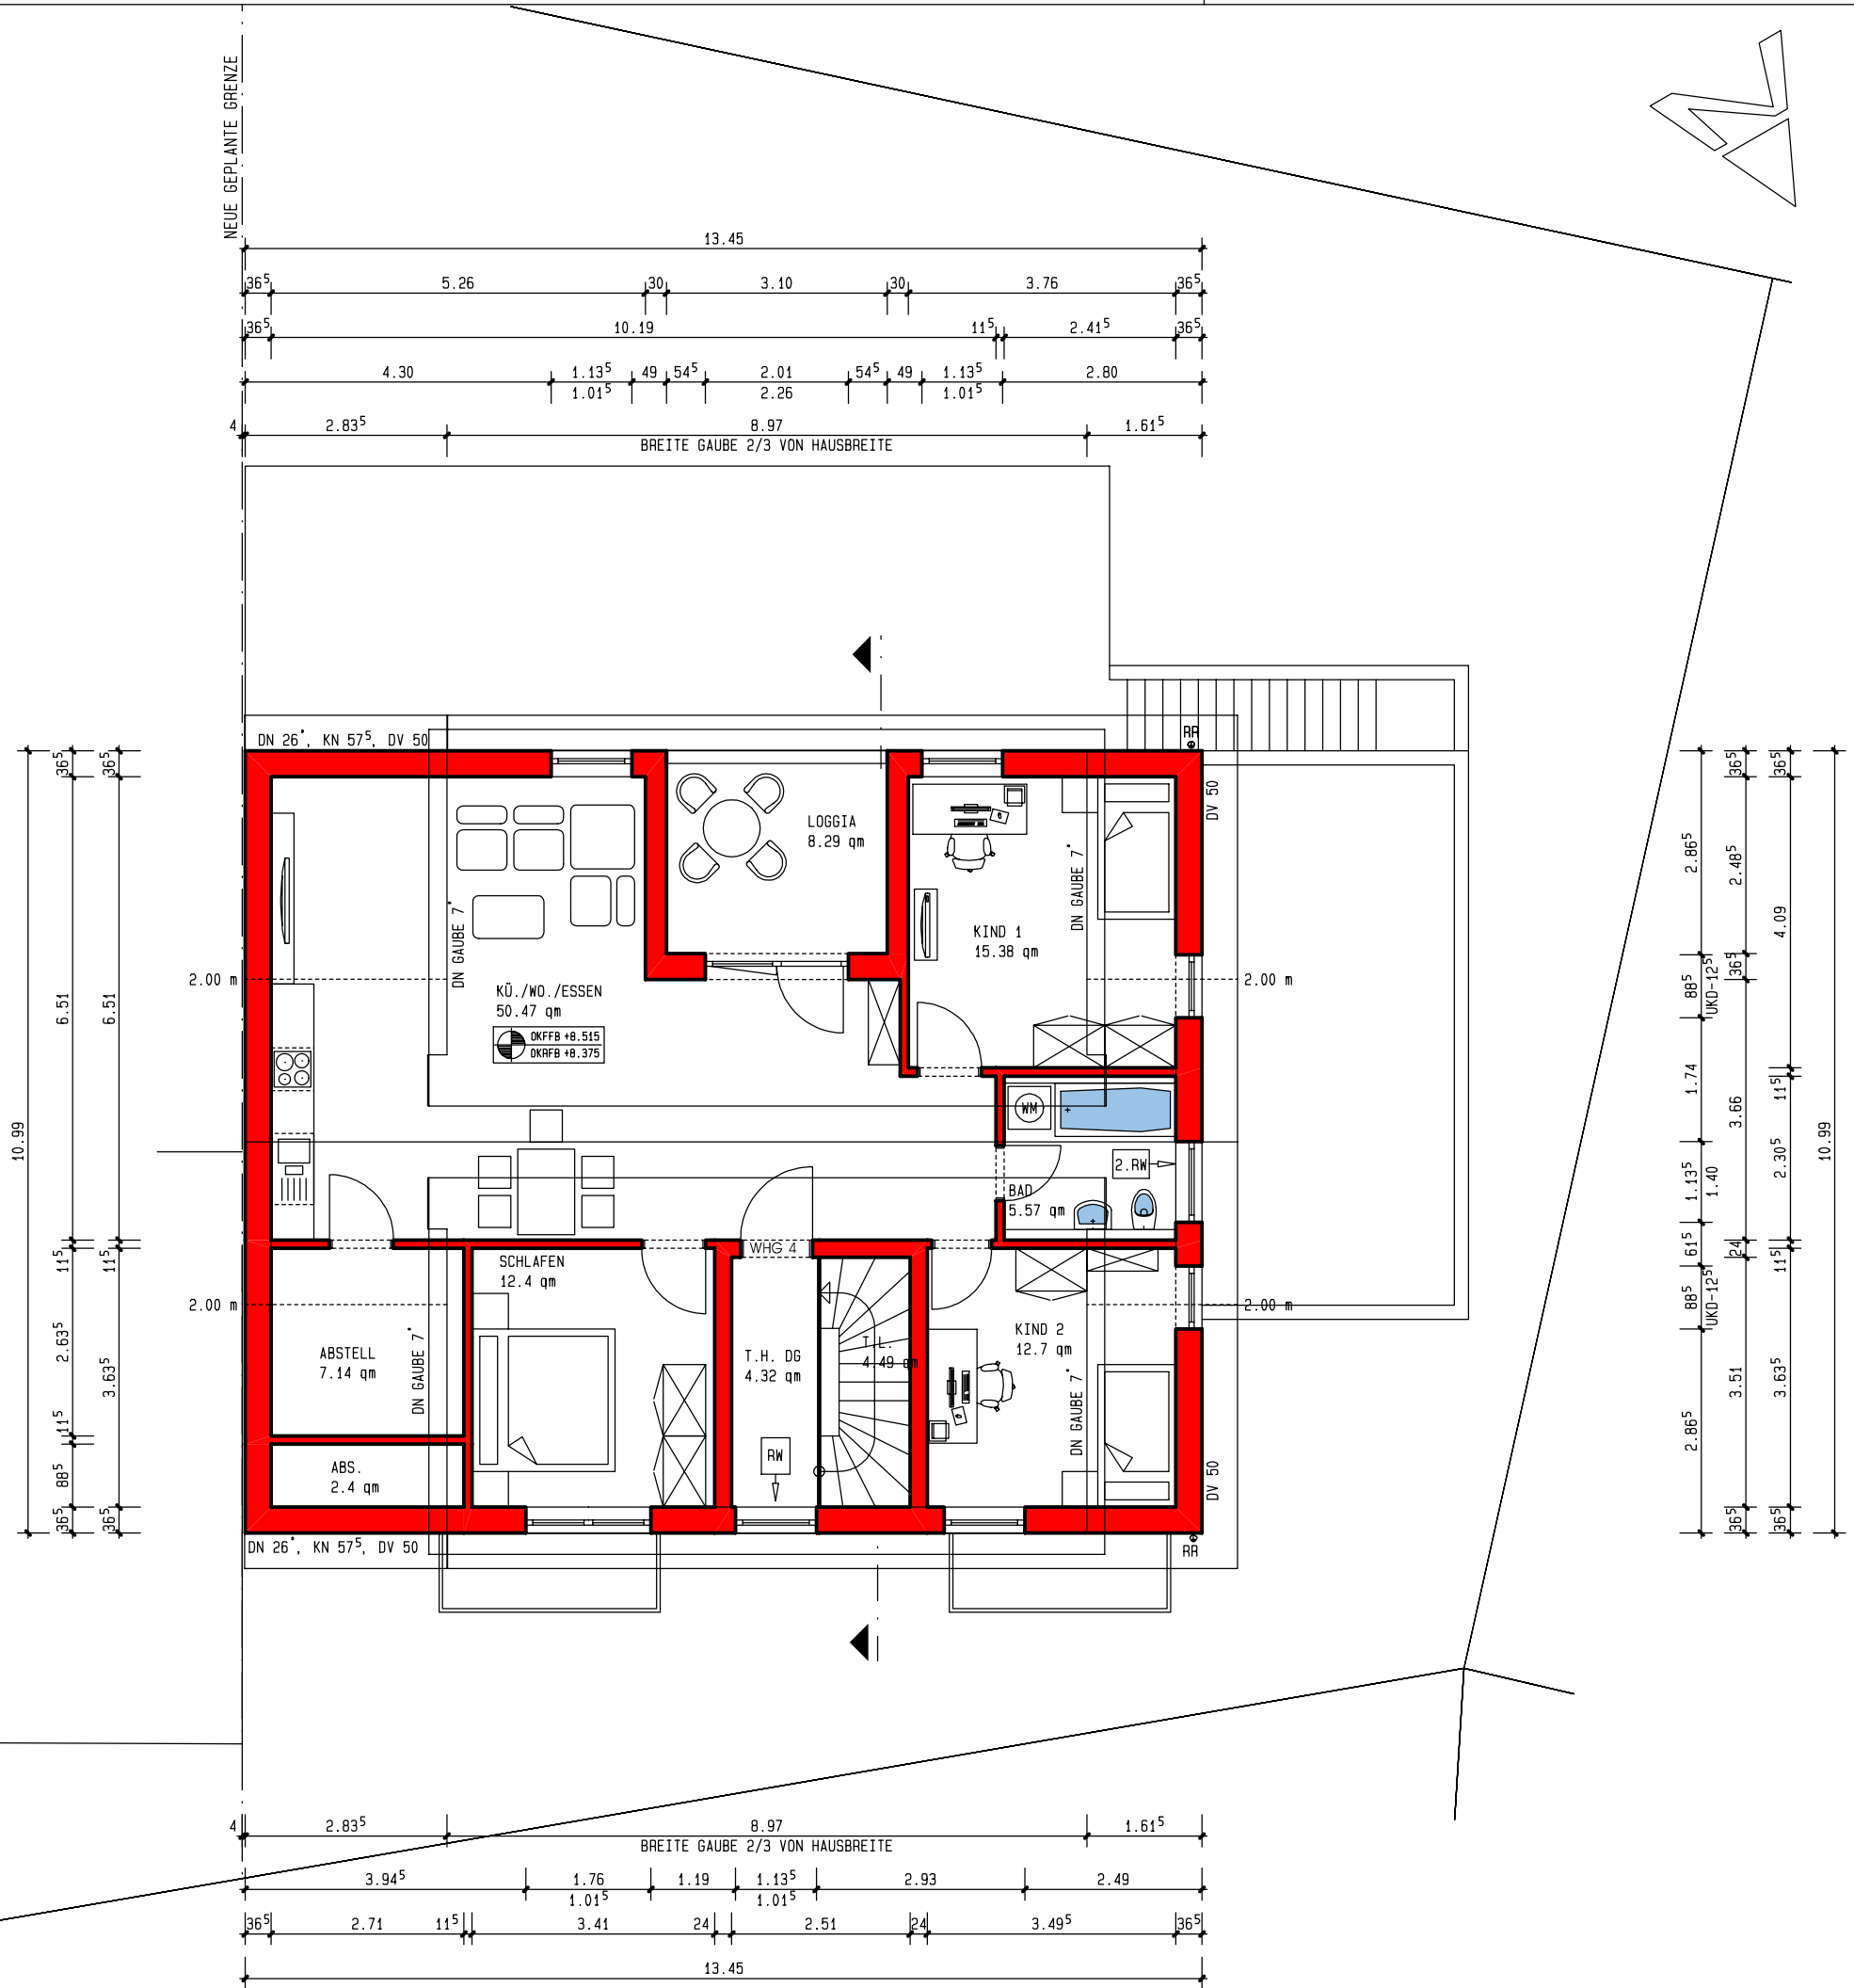 NEUE GEPLANTE GRENZE
13.45
36⁵ 5.26 30 3.10 30 3.76 36⁵
36⁵ 10.19 11⁵ 2.41⁵ 36⁵
4.30 1.13⁵ 49 54⁵ 2.01 54⁵ 49 1.13⁵ 2.80
1.01⁵ 2.26 1.01⁵
4 2.83⁵ 8.97 1.61⁵
BREITE GAUBE 2/3 VON HAUSBREITE
DN 26°, KN 57⁵, DV 50
RR
DV 50
LOGGIA
8.29 qm
DN GAUBE 7°
DN GAUBE 7°
KIND 1
15.38 qm
2.00 m
2.00 m
KÜ./WO./ESSEN
50.47 qm
OKFFB +8.515
OKRFB +8.375
WM
2.RW
BAD
5.57 qm
WHG 4
SCHLAFEN
12.4 qm
2.00 m
2.00 m
KIND 2
12.7 qm
ABSTELL
7.14 qm
DN GAUBE 7°
T.H. DG
4.32 qm
T.L.
4.49 qm
DN GAUBE 7°
RW
ABS.
2.4 qm
DV 50
DN 26°, KN 57⁵, DV 50
RR
10.99
36⁵ 6.51 11⁵ 2.63⁵ 11⁵ 88⁵ 36⁵
36⁵ 6.51 11⁵ 3.63⁵ 36⁵
2.86⁵ 88⁵ 1.74 1.13⁵ 61⁵ 88⁵ 2.86⁵
UKD-12⁵ 1.40 UKD-12⁵
36⁵ 2.48⁵ 36⁵ 3.66 24 3.51 36⁵
36⁵ 4.09 11⁵ 2.30⁵ 11⁵ 3.63⁵ 36⁵
10.99
4 2.83⁵ 8.97 1.61⁵
BREITE GAUBE 2/3 VON HAUSBREITE
3.94⁵ 1.76 1.19 1.13⁵ 2.93 2.49
1.01⁵ 1.01⁵
36⁵ 2.71 11⁵ 3.41 24 2.51 24 3.49⁵ 36⁵
13.45